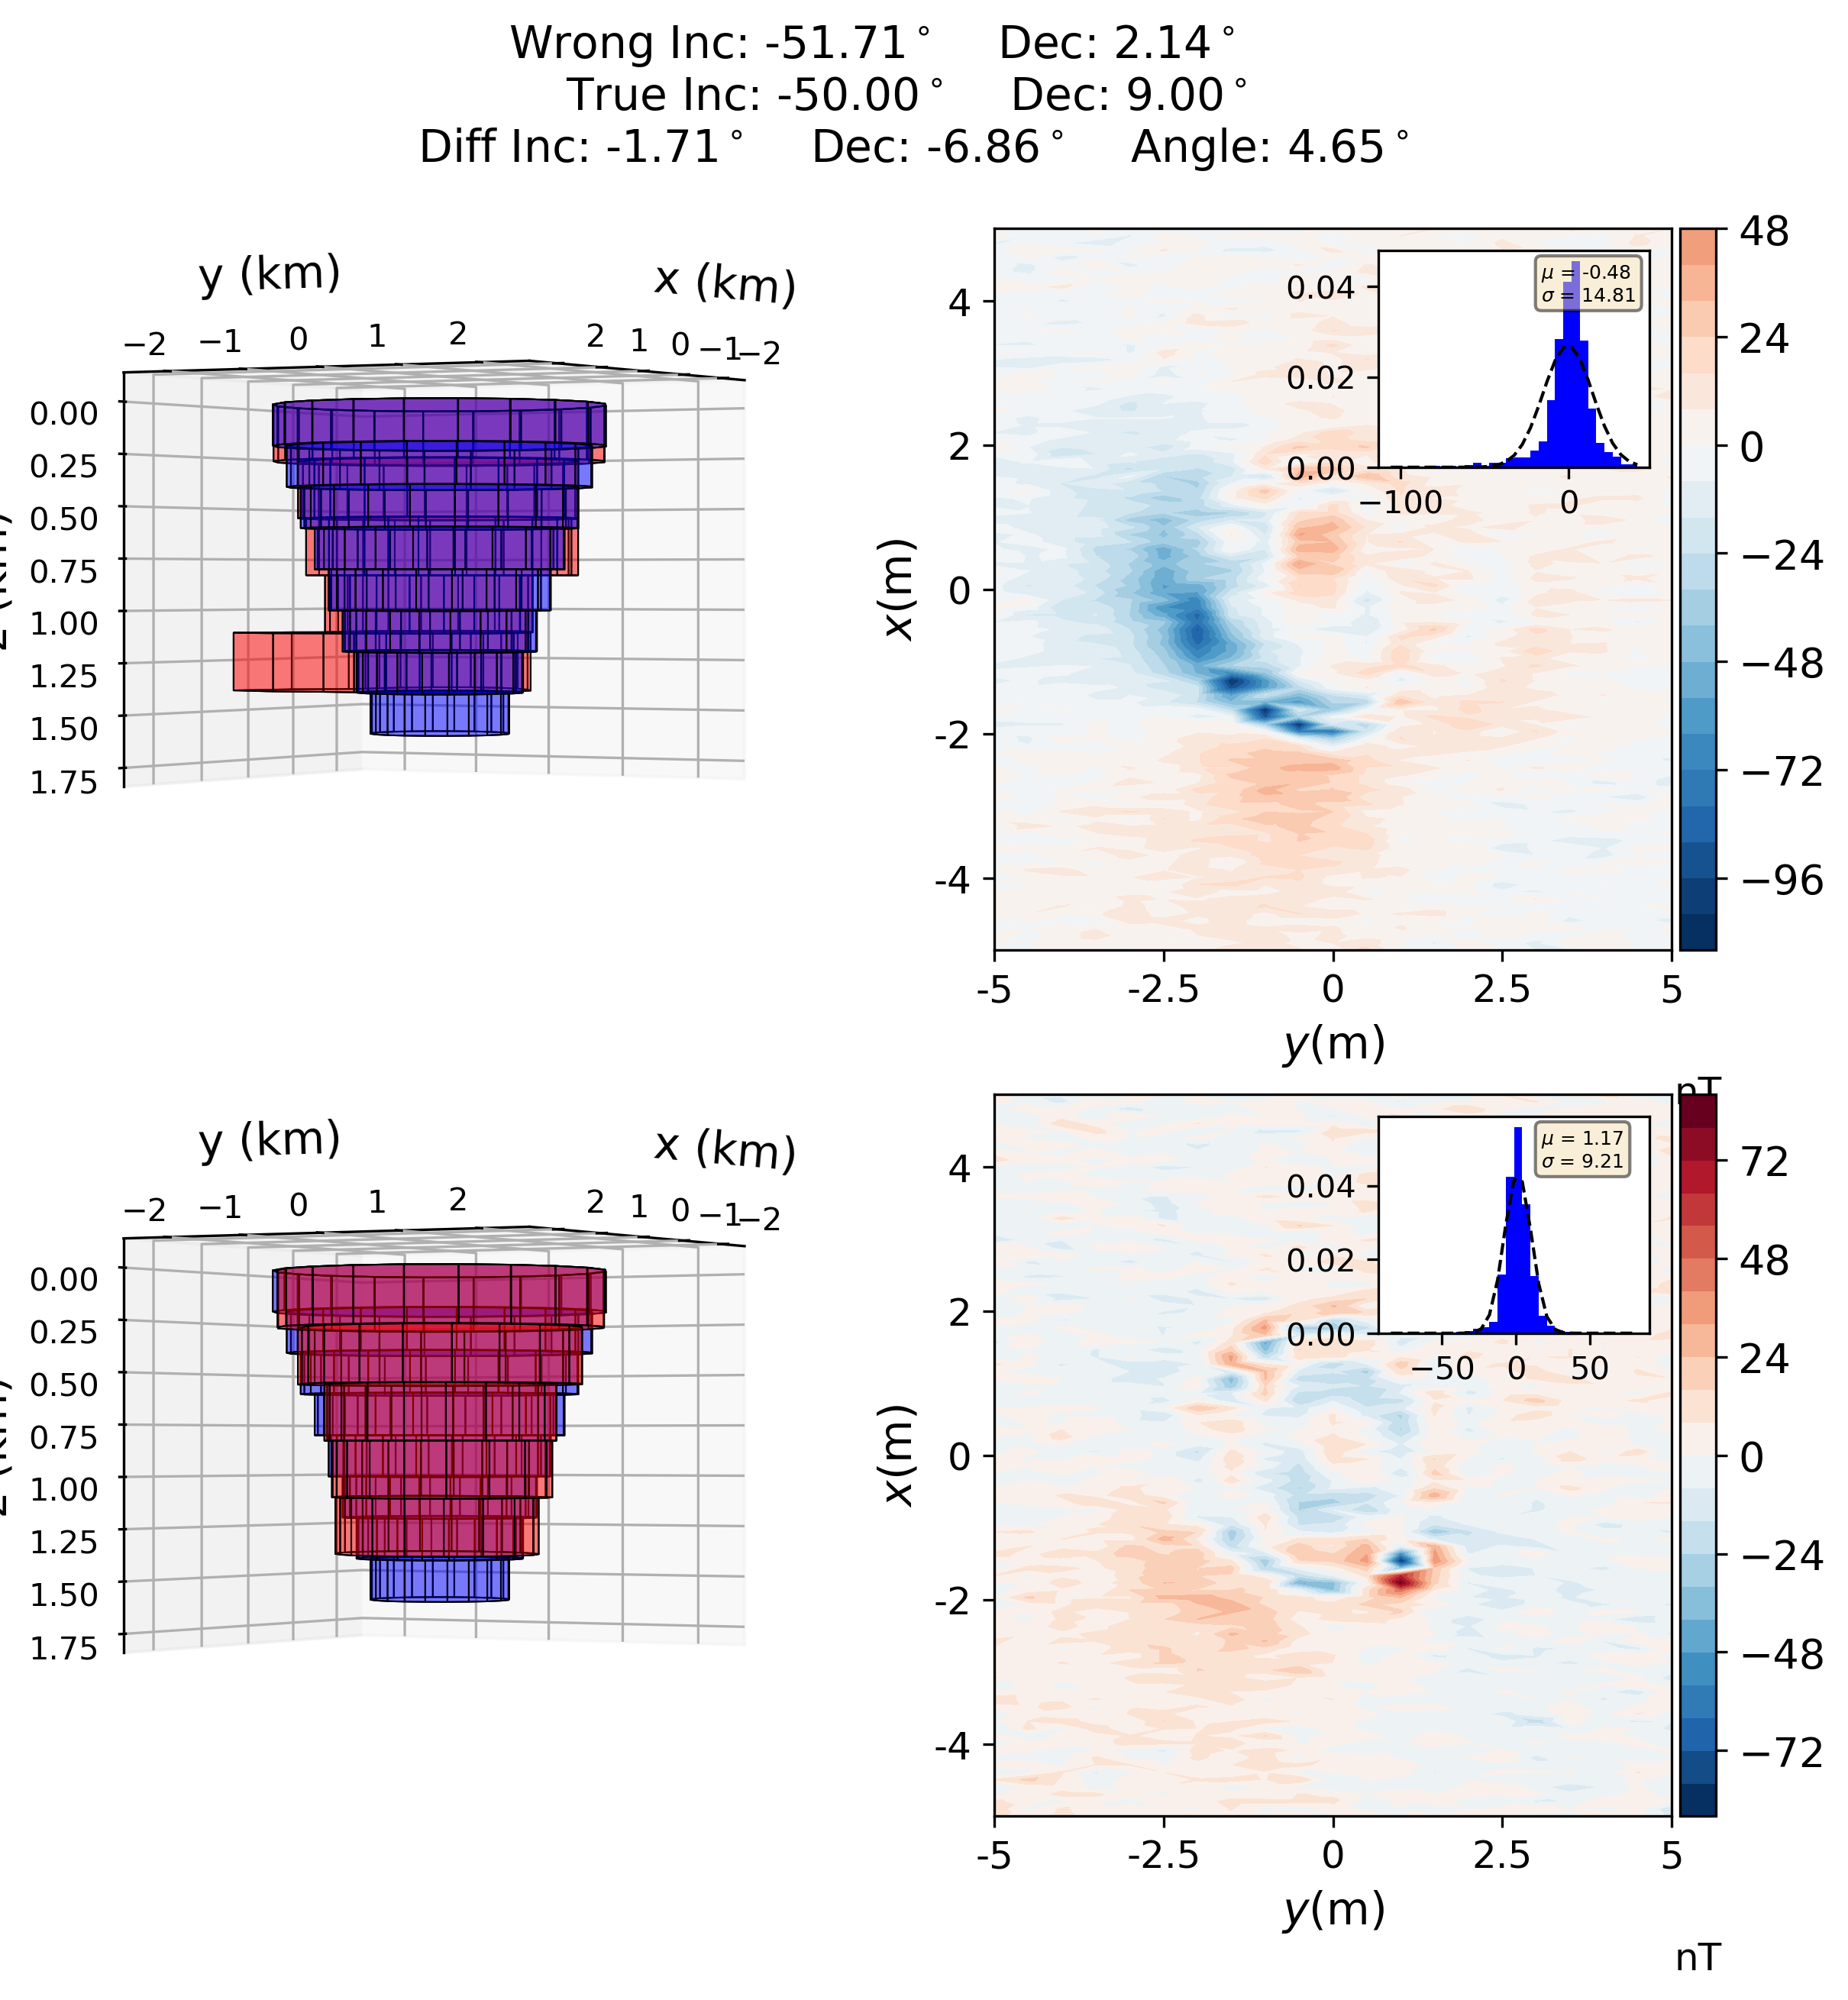 Wrong Inc: -51.71° Dec: 2.14°
True Inc: -50.00° Dec: 9.00°
Diff Inc: -1.71° Dec: -6.86° Angle: 4.65°
y (km) x (km)
−2 −1 0 1 2 2 1 0 −1 −2
0.00
0.25
0.50
0.75
1.00
1.25
1.50
1.75
x(m)
4
2
0
-2
-4
-5 -2.5 0 2.5 5
y(m)
0.04
0.02
0.00
−100 0
μ = -0.48
σ = 14.81
48
24
0
−24
−48
−72
−96
nT
y (km) x (km)
−2 −1 0 1 2 2 1 0 −1 −2
0.00
0.25
0.50
0.75
1.00
1.25
1.50
1.75
x(m)
4
2
0
-2
-4
-5 -2.5 0 2.5 5
y(m)
0.04
0.02
0.00
−50 0 50
μ = 1.17
σ = 9.21
72
48
24
0
−24
−48
−72
nT